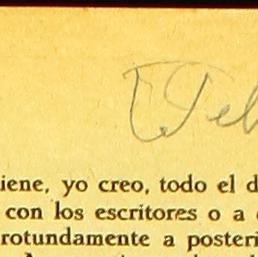 iene, yo creo, todo el d
con los escritores o a
rotundamente a posteri